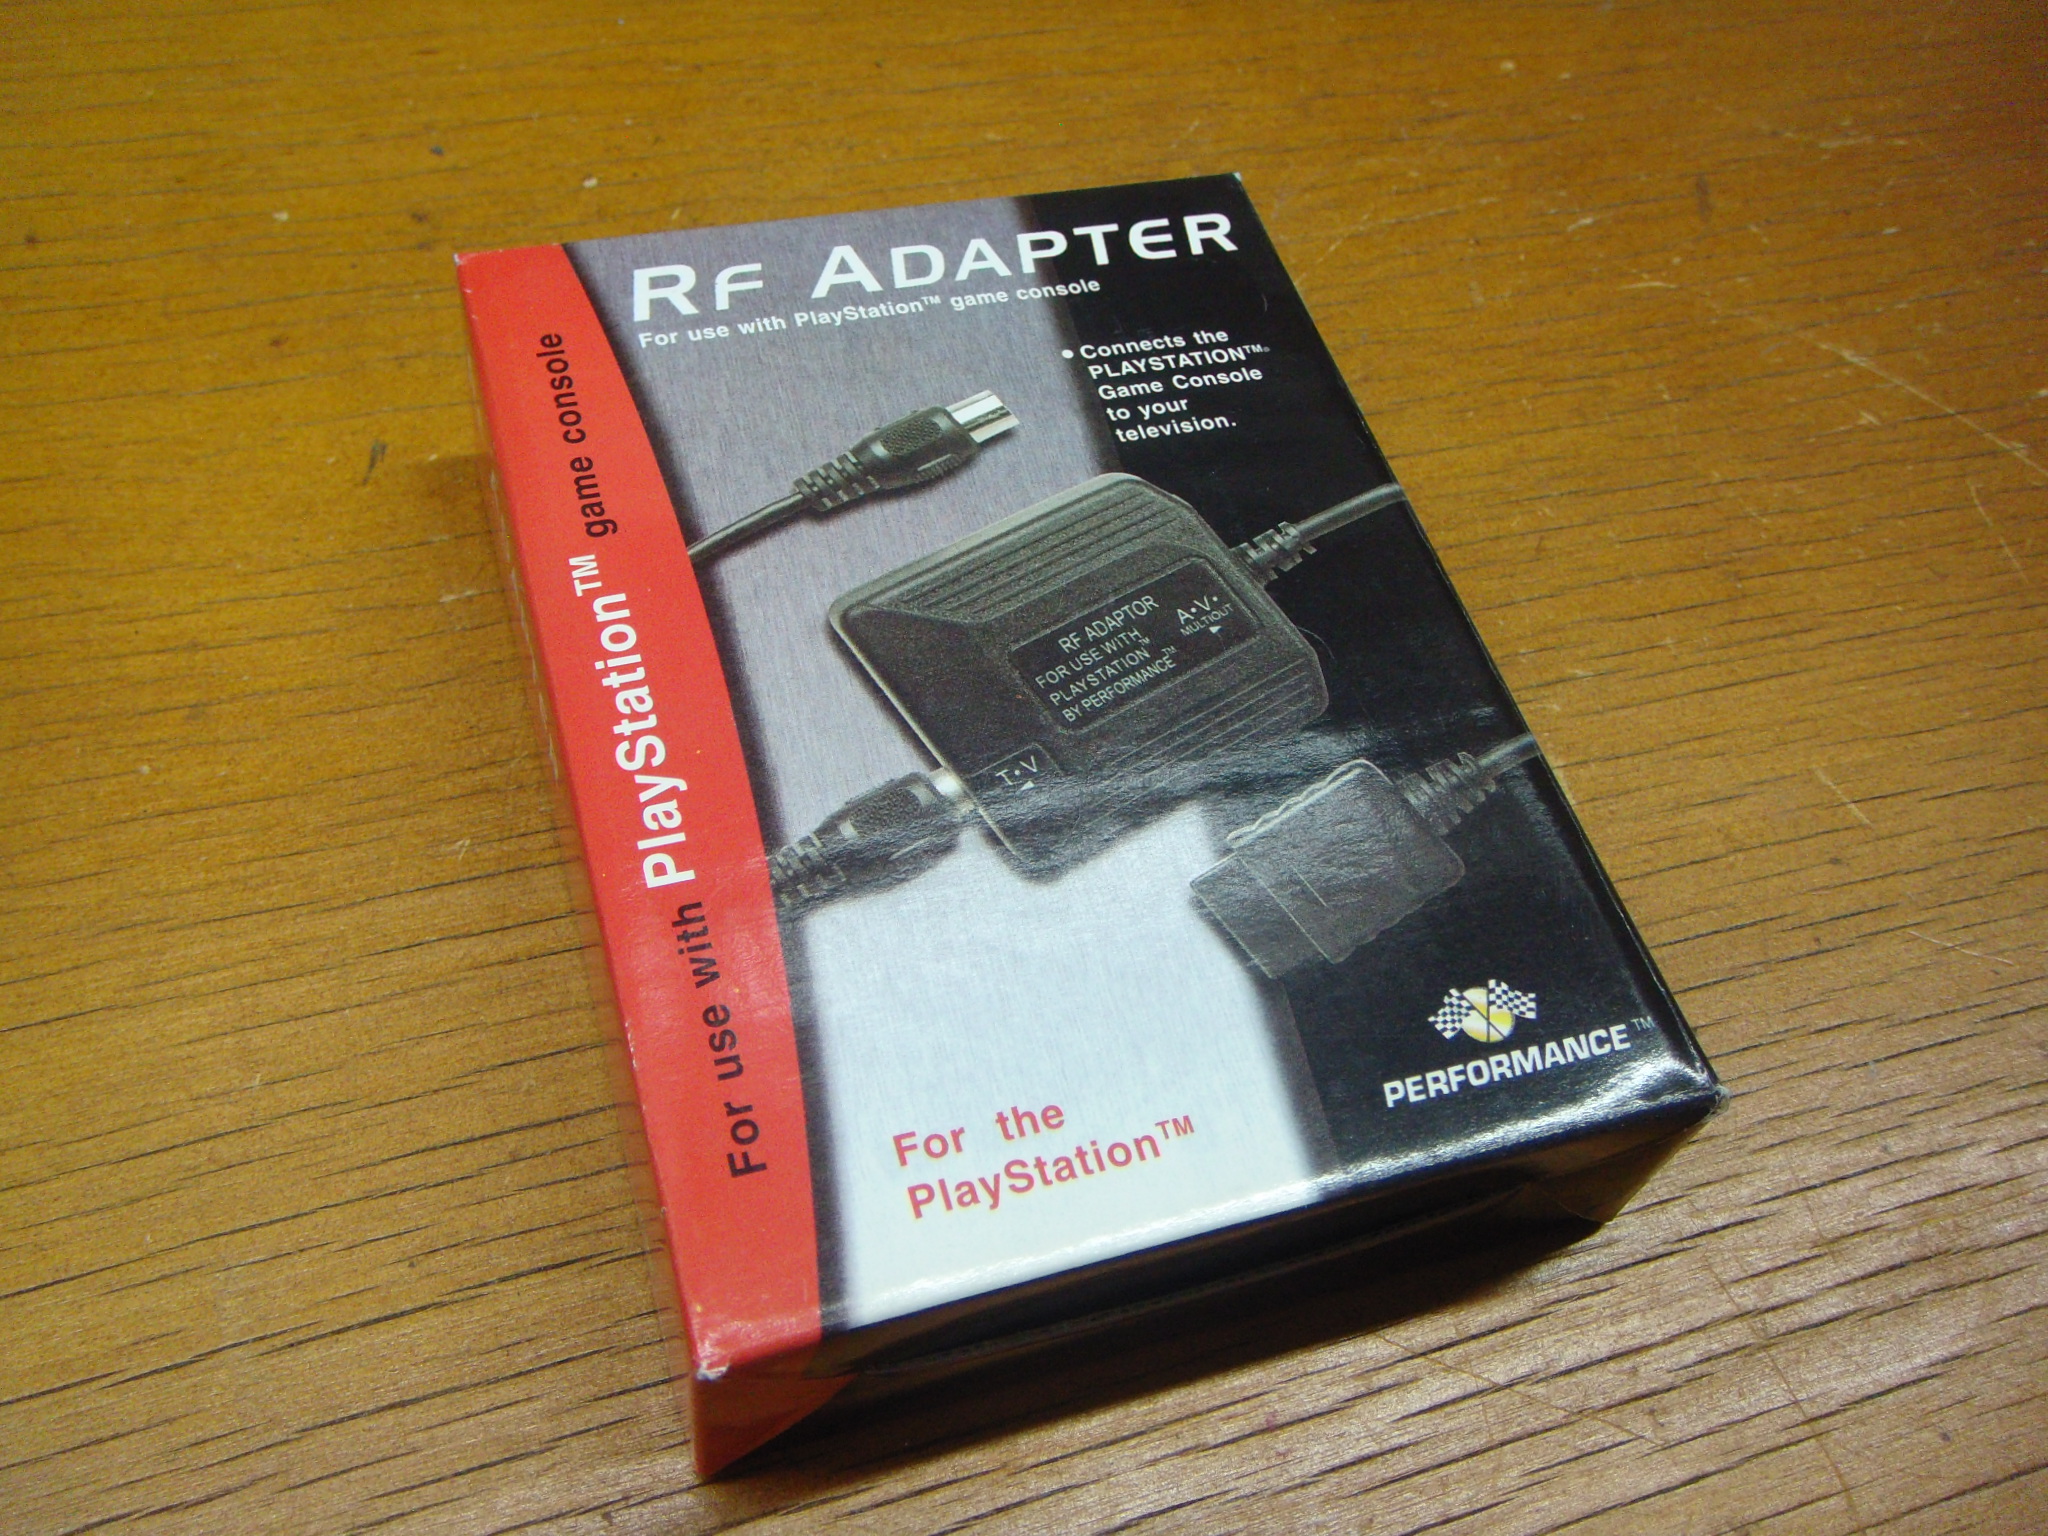 RF ADAPTER
For use with PlayStation™ game console
• Connects the
PLAYSTATION™
Game Console
to your
television.
For use with PlayStation™ game console
RF ADAPTOR
FOR USE WITH
PLAYSTATION™
BY PERFORMANCE™
A•V•
MULTIOUT
T•V
For the
PlayStation™
PERFORMANCE™